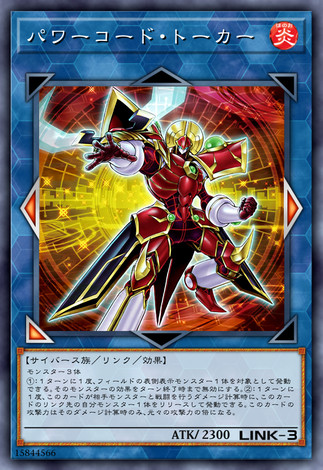 パワーコード・トーカー
炎
【サイバース族/リンク/効果】
モンスター3体
①:1ターンに1度、フィールドの表側表示モンスター1体を対象として発動
できる。そのモンスターの効果をターン終了時まで無効にする。②:1ターンに
1度、このカードが相手モンスターと戦闘を行うダメージ計算時に、このカー
ドのリンク先の自分モンスター1体をリリースして発動できる。このカードの
攻撃力はそのダメージ計算時のみ、元々の攻撃力の倍になる。
ATK/2300 LINK-3
15844566